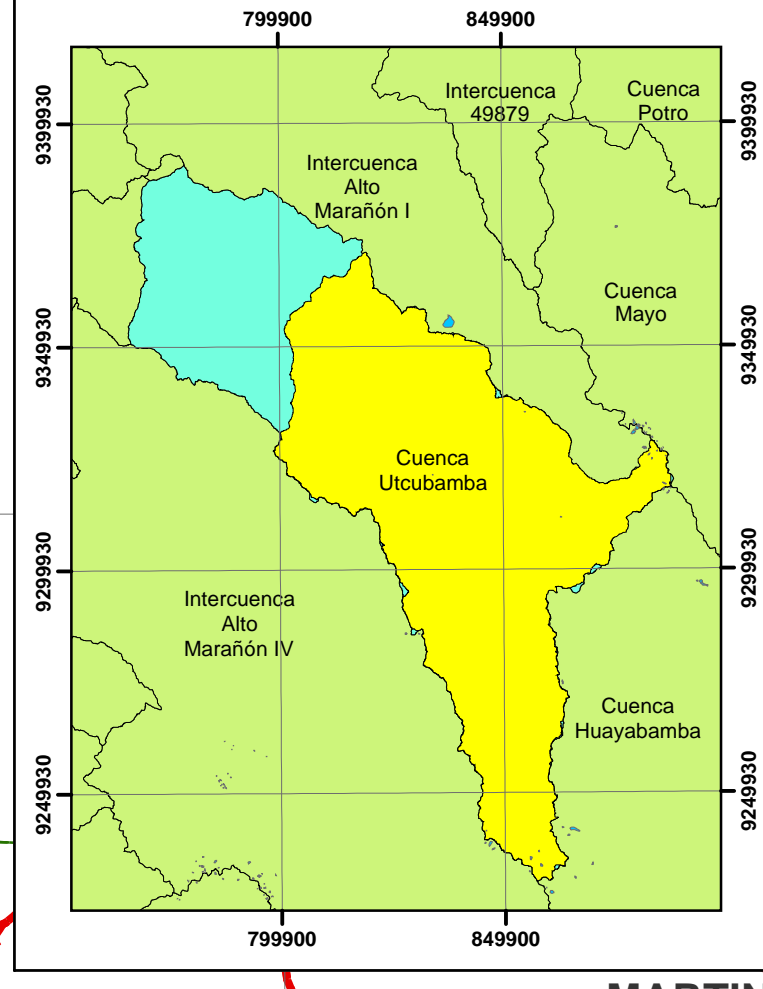 799900
849900
Intercuenca
49879
Cuenca
Potro
9399930
9399930
Intercuenca
Alto
Marañón I
Cuenca
Mayo
9349930
9349930
Cuenca
Utcubamba
9299930
9299930
Intercuenca
Alto
Marañón IV
Cuenca
Huayabamba
9249930
9249930
799900
849900
MARTIN